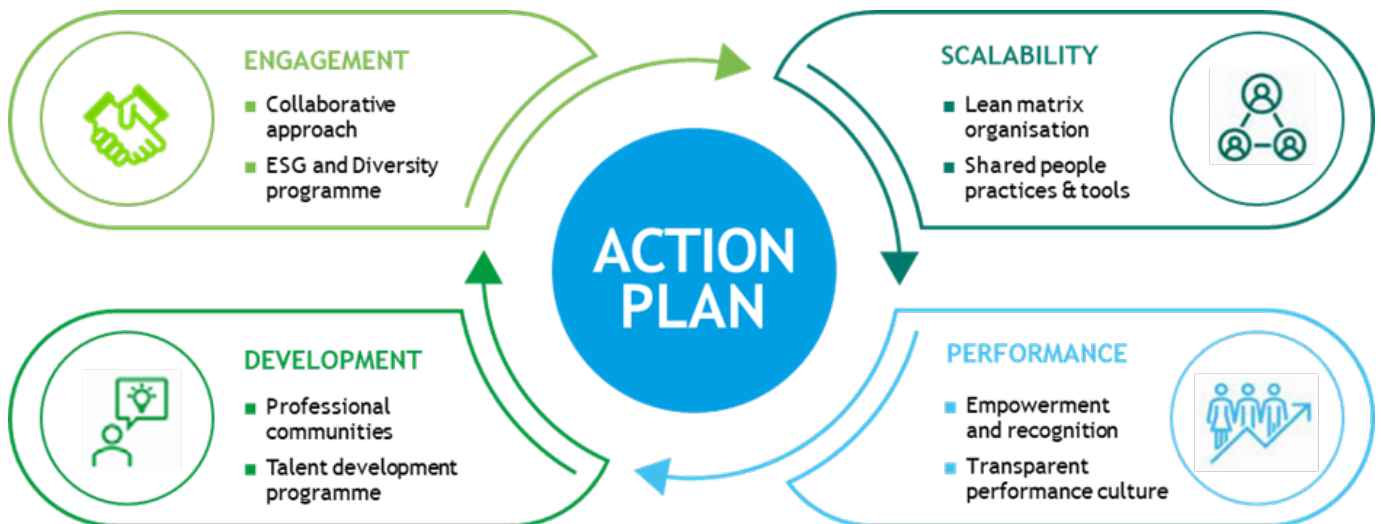 ENGAGEMENT
Collaborative
approach
ESG and Diversity
programme
SCALABILITY
Lean matrix
organisation
Shared people
practices & tools
ACTION
PLAN
DEVELOPMENT
Professional
communities
Talent development
programme
PERFORMANCE
Empowerment
and recognition
Transparent
performance culture